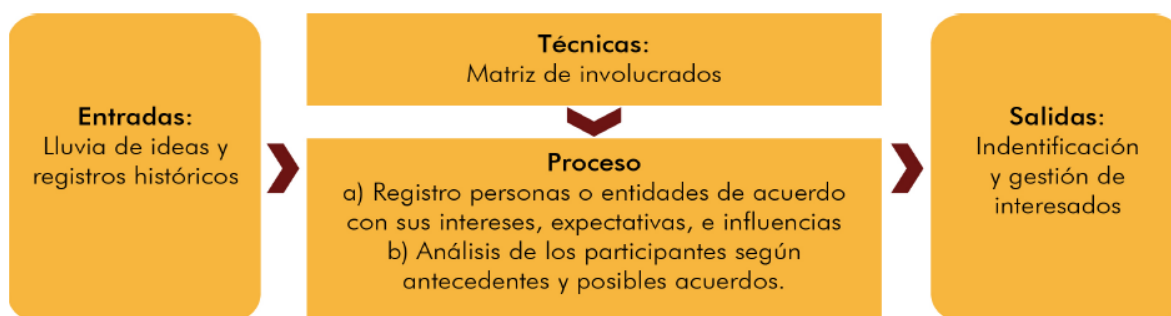 Entradas:
Lluvia de ideas y
registros históricos
Técnicas:
Matriz de involucrados
Proceso
a) Registro personas o entidades de acuerdo
con sus intereses, expectativas, e influencias
b) Análisis de los participantes según
antecedentes y posibles acuerdos.
Salidas:
Indentificación
y gestión de
interesados